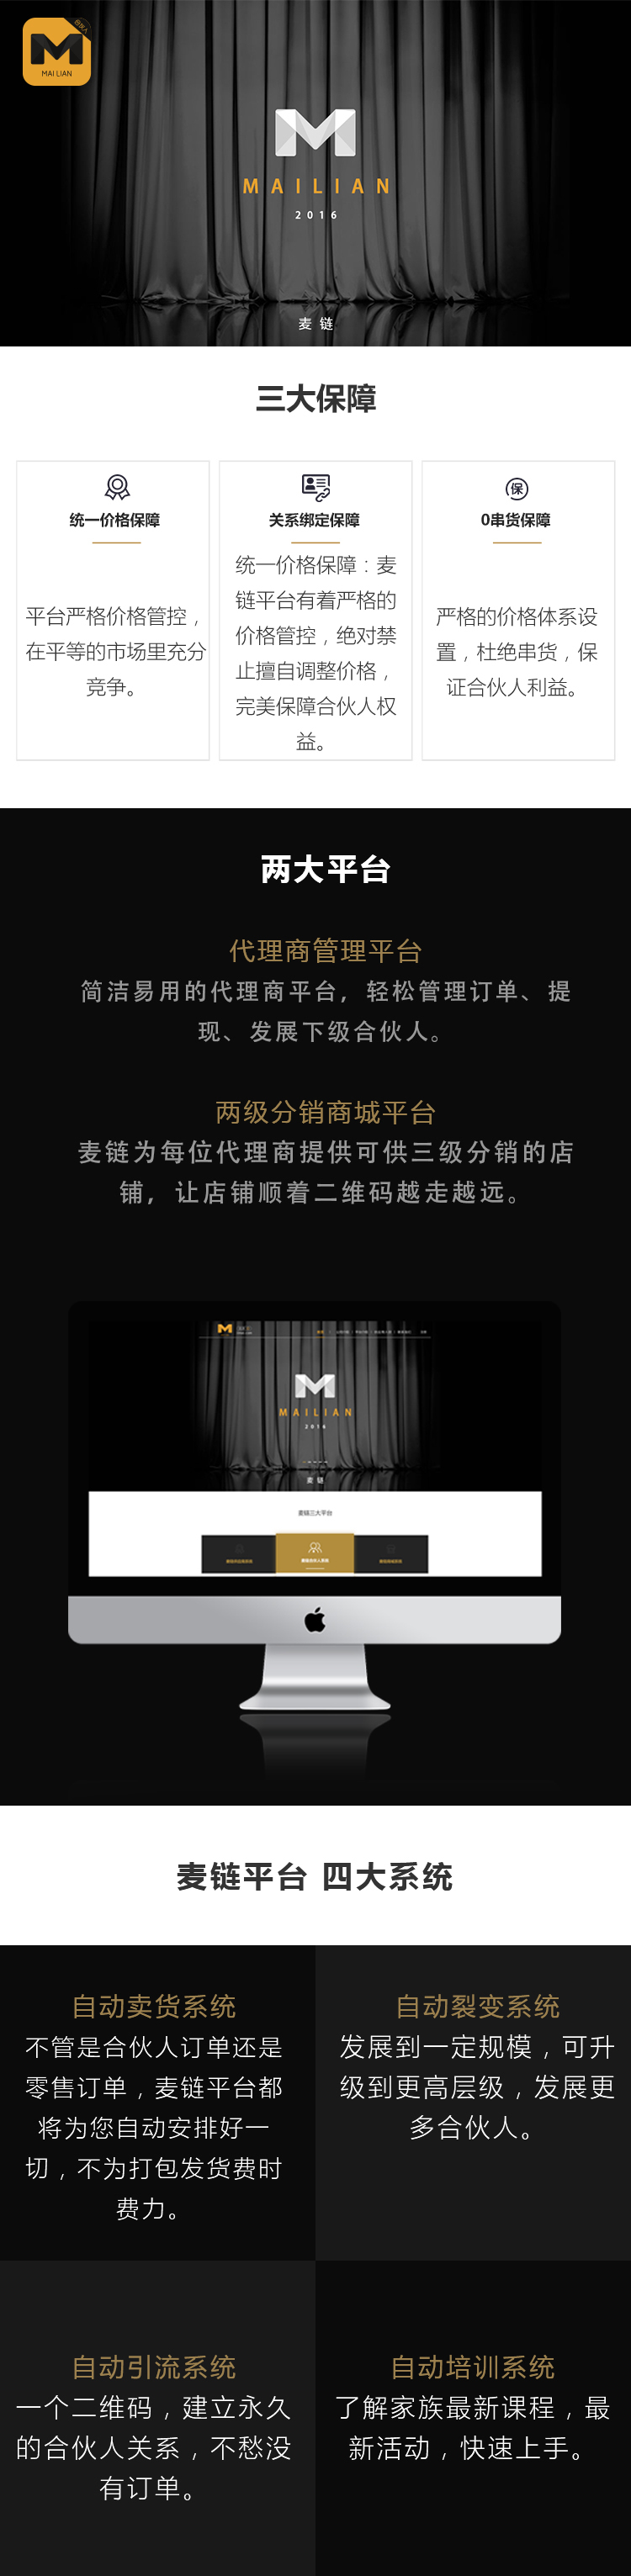 合伙人
MAI LIAN
MAILIAN
2016
麦 链
三大保障
统一价格保障
平台严格价格管控，
在平等的市场里充分
竞争。
关系绑定保障
统一价格保障：麦
链平台有着严格的
价格管控，绝对禁
止擅自调整价格，
完美保障合伙人权
益。
保
0串货保障
严格的价格体系设
置，杜绝串货，保
证合伙人利益。
两大平台
代理商管理平台
简洁易用的代理商平台，轻松管理订单、提
现、发展下级合伙人。
两级分销商城平台
麦链为每位代理商提供可供三级分销的店
铺，让店铺顺着二维码越走越远。
MAILIAN
2016
麦 链
麦链三大平台
麦链平台 四大系统
自动卖货系统
不管是合伙人订单还是
零售订单，麦链平台都
将为您自动安排好一
切，不为打包发货费时
费力。
自动裂变系统
发展到一定规模，可升
级到更高层级，发展更
多合伙人。
自动引流系统
一个二维码，建立永久
的合伙人关系，不愁没
有订单。
自动培训系统
了解家族最新课程，最
新活动，快速上手。